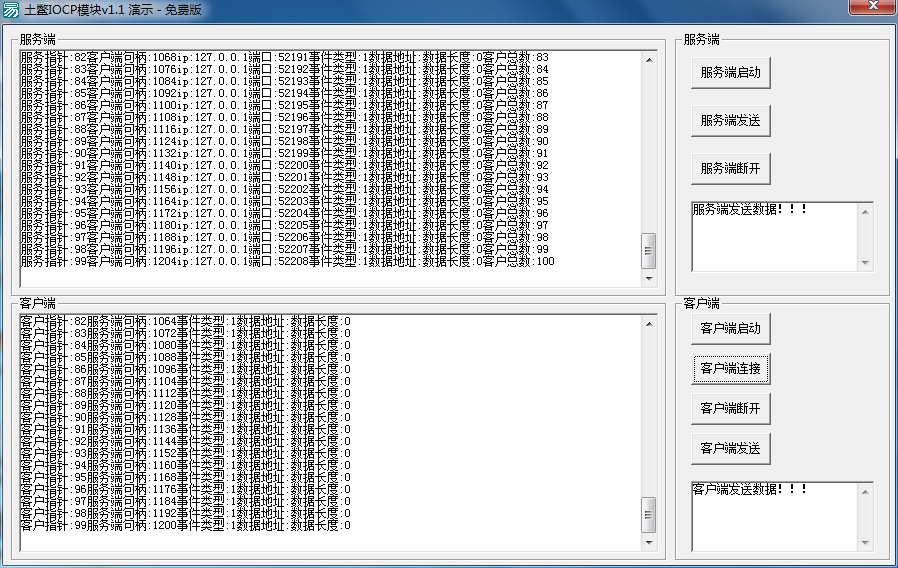 土鳖IOCP模块v1.1 演示 - 免费版
服务端
服务指针:82客户端句柄:1068ip:127.0.0.1端口:52191事件类型:1数据地址:数据长度:0客户总数:83
服务指针:83客户端句柄:1076ip:127.0.0.1端口:52192事件类型:1数据地址:数据长度:0客户总数:84
服务指针:84客户端句柄:1084ip:127.0.0.1端口:52193事件类型:1数据地址:数据长度:0客户总数:85
服务指针:85客户端句柄:1092ip:127.0.0.1端口:52194事件类型:1数据地址:数据长度:0客户总数:86
服务指针:86客户端句柄:1100ip:127.0.0.1端口:52195事件类型:1数据地址:数据长度:0客户总数:87
服务指针:87客户端句柄:1108ip:127.0.0.1端口:52196事件类型:1数据地址:数据长度:0客户总数:88
服务指针:88客户端句柄:1116ip:127.0.0.1端口:52197事件类型:1数据地址:数据长度:0客户总数:89
服务指针:89客户端句柄:1124ip:127.0.0.1端口:52198事件类型:1数据地址:数据长度:0客户总数:90
服务指针:90客户端句柄:1132ip:127.0.0.1端口:52199事件类型:1数据地址:数据长度:0客户总数:91
服务指针:91客户端句柄:1140ip:127.0.0.1端口:52200事件类型:1数据地址:数据长度:0客户总数:92
服务指针:92客户端句柄:1148ip:127.0.0.1端口:52201事件类型:1数据地址:数据长度:0客户总数:93
服务指针:93客户端句柄:1156ip:127.0.0.1端口:52202事件类型:1数据地址:数据长度:0客户总数:94
服务指针:94客户端句柄:1164ip:127.0.0.1端口:52203事件类型:1数据地址:数据长度:0客户总数:95
服务指针:95客户端句柄:1172ip:127.0.0.1端口:52204事件类型:1数据地址:数据长度:0客户总数:96
服务指针:96客户端句柄:1180ip:127.0.0.1端口:52205事件类型:1数据地址:数据长度:0客户总数:97
服务指针:97客户端句柄:1188ip:127.0.0.1端口:52206事件类型:1数据地址:数据长度:0客户总数:98
服务指针:98客户端句柄:1196ip:127.0.0.1端口:52207事件类型:1数据地址:数据长度:0客户总数:99
服务指针:99客户端句柄:1204ip:127.0.0.1端口:52208事件类型:1数据地址:数据长度:0客户总数:100
服务端
服务端启动
服务端发送
服务端断开
服务端发送数据！！！
客户端
客户指针:82服务端句柄:1064事件类型:1数据地址:数据长度:0
客户指针:83服务端句柄:1072事件类型:1数据地址:数据长度:0
客户指针:84服务端句柄:1080事件类型:1数据地址:数据长度:0
客户指针:85服务端句柄:1088事件类型:1数据地址:数据长度:0
客户指针:86服务端句柄:1096事件类型:1数据地址:数据长度:0
客户指针:87服务端句柄:1104事件类型:1数据地址:数据长度:0
客户指针:88服务端句柄:1112事件类型:1数据地址:数据长度:0
客户指针:89服务端句柄:1120事件类型:1数据地址:数据长度:0
客户指针:90服务端句柄:1128事件类型:1数据地址:数据长度:0
客户指针:91服务端句柄:1136事件类型:1数据地址:数据长度:0
客户指针:92服务端句柄:1144事件类型:1数据地址:数据长度:0
客户指针:93服务端句柄:1152事件类型:1数据地址:数据长度:0
客户指针:94服务端句柄:1160事件类型:1数据地址:数据长度:0
客户指针:95服务端句柄:1168事件类型:1数据地址:数据长度:0
客户指针:96服务端句柄:1176事件类型:1数据地址:数据长度:0
客户指针:97服务端句柄:1184事件类型:1数据地址:数据长度:0
客户指针:98服务端句柄:1192事件类型:1数据地址:数据长度:0
客户指针:99服务端句柄:1200事件类型:1数据地址:数据长度:0
客户端
客户端启动
客户端连接
客户端断开
客户端发送
客户端发送数据！！！